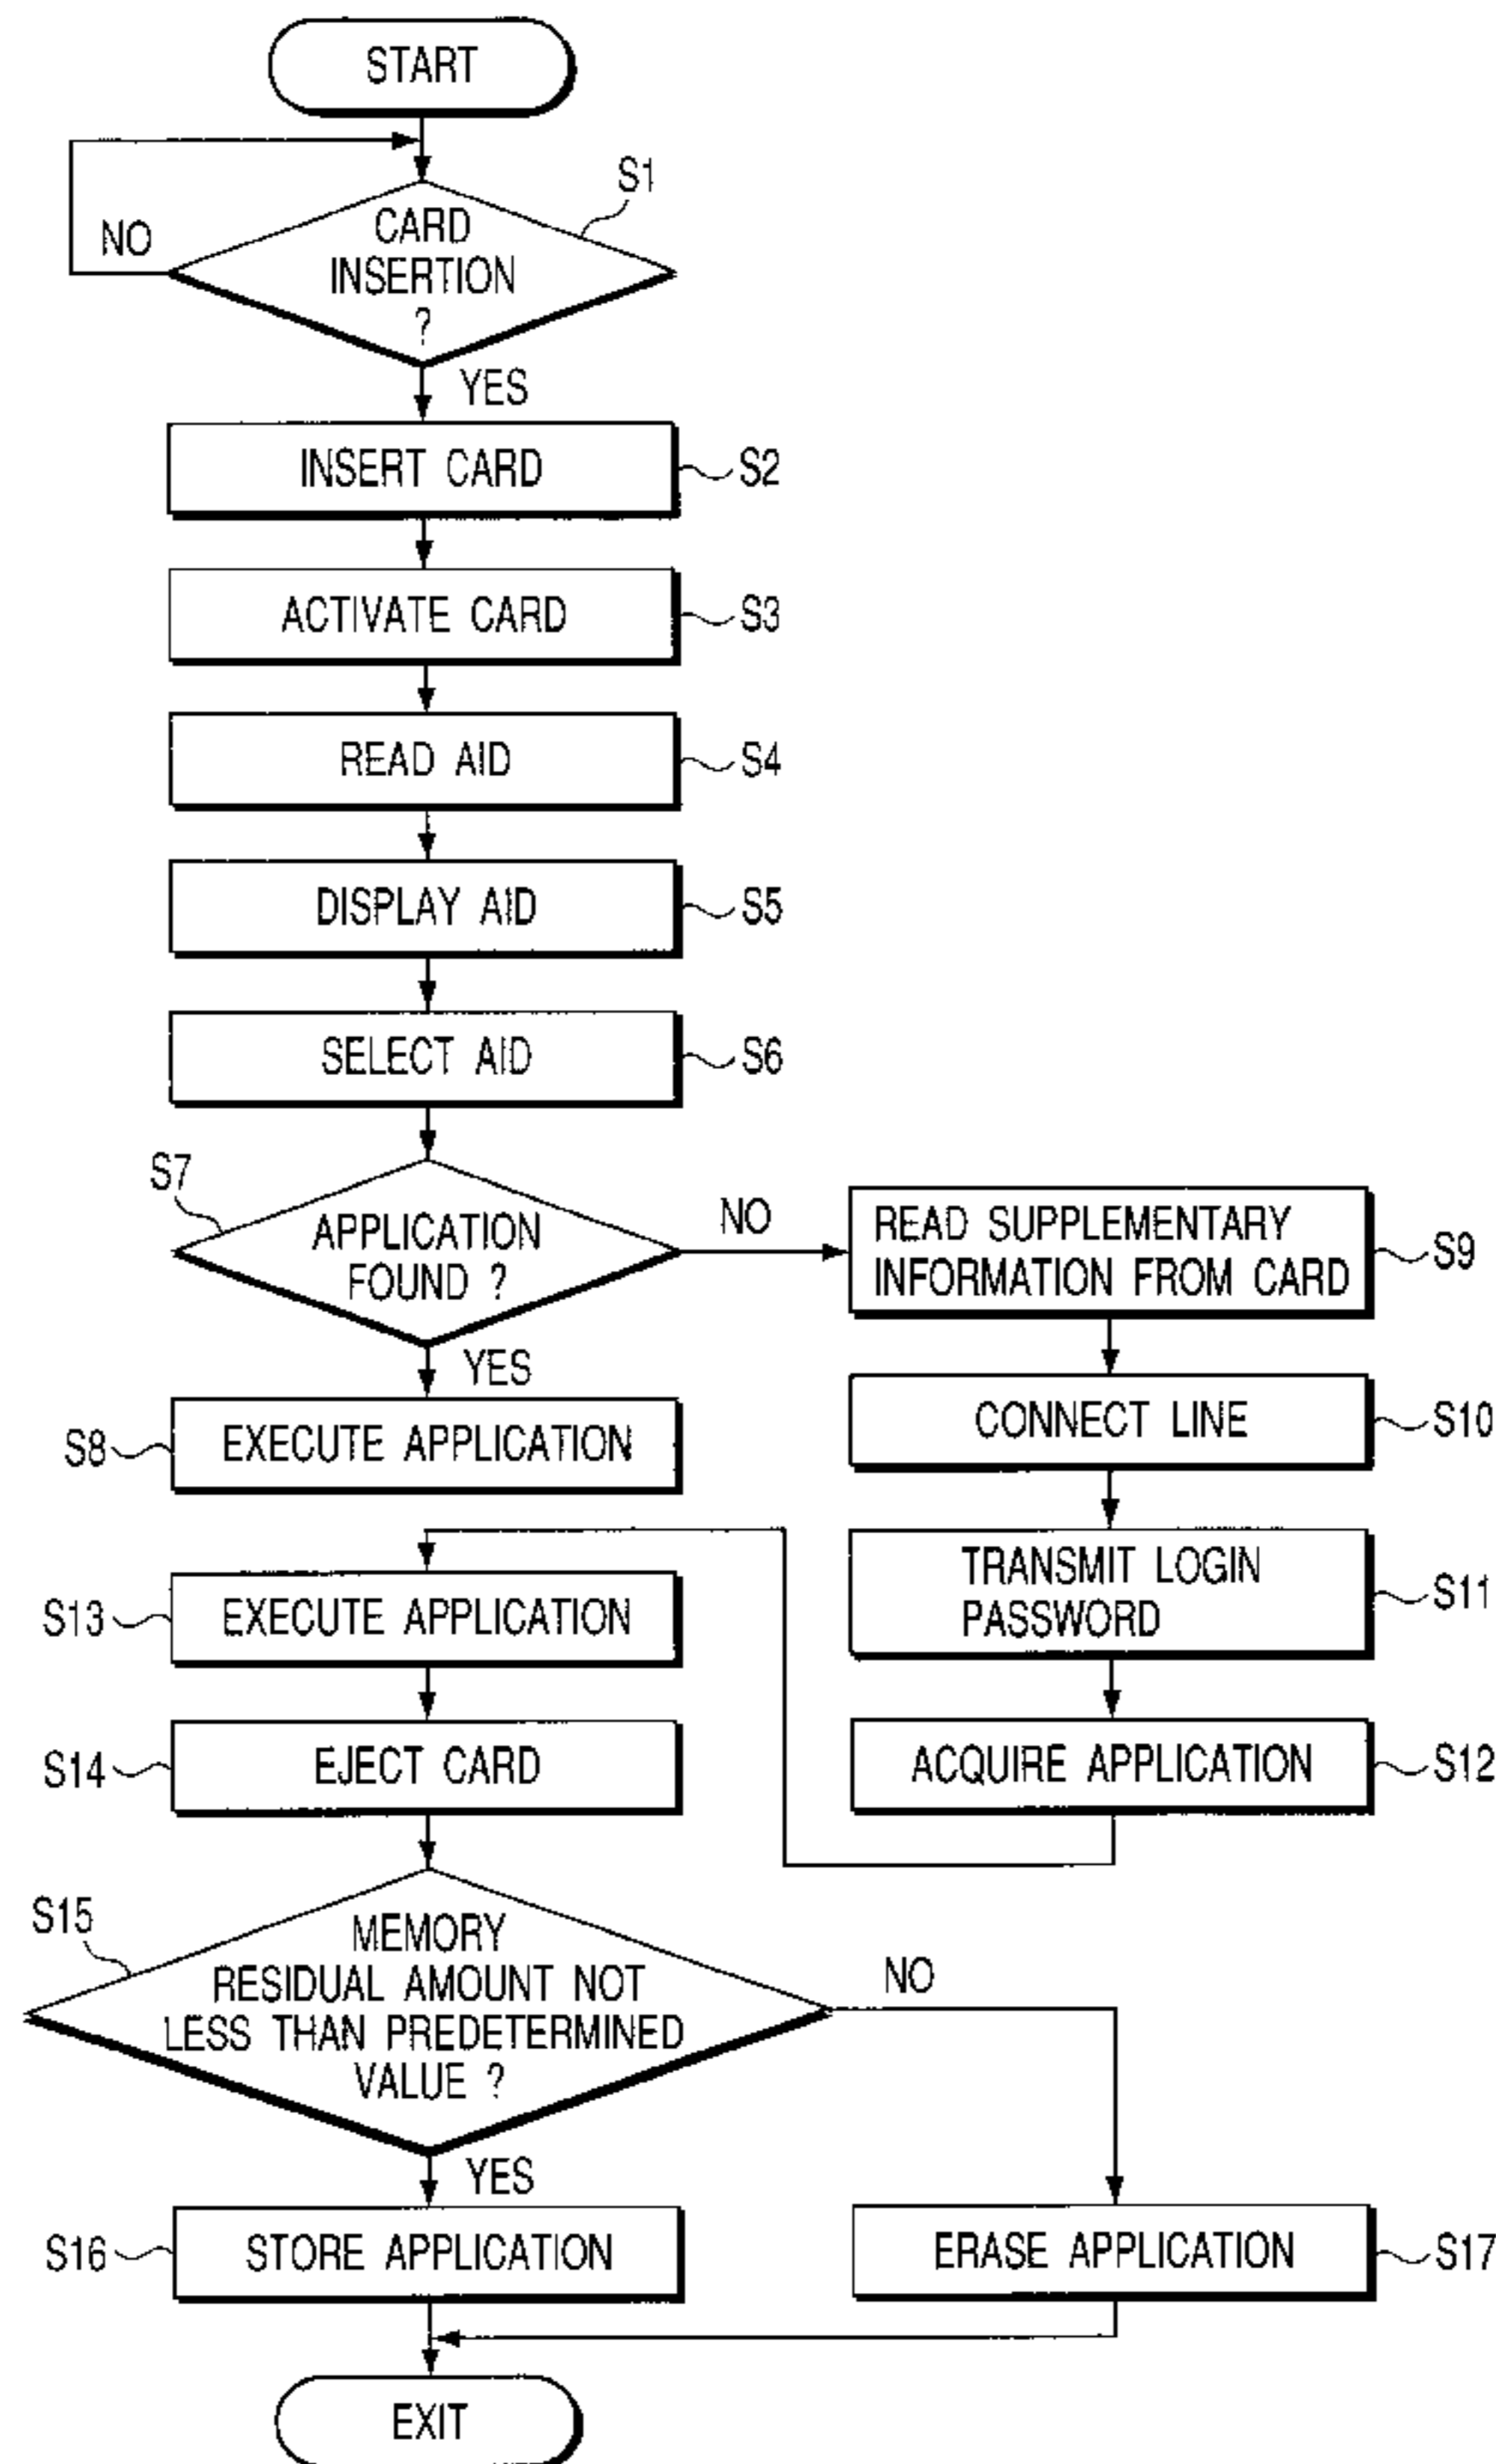 START
S1
CARD
INSERTION
?
NO
YES
INSERT CARD
S2
ACTIVATE CARD
S3
READ AID
S4
DISPLAY AID
S5
SELECT AID
S6
S7
APPLICATION
FOUND ?
NO
YES
READ SUPPLEMENTARY
INFORMATION FROM CARD
S9
S8
EXECUTE APPLICATION
CONNECT LINE
S10
TRANSMIT LOGIN
PASSWORD
S11
S13
EXECUTE APPLICATION
S14
EJECT CARD
ACQUIRE APPLICATION
S12
S15
MEMORY
RESIDUAL AMOUNT NOT
LESS THAN PREDETERMINED
VALUE ?
NO
YES
S16
STORE APPLICATION
ERASE APPLICATION
S17
EXIT